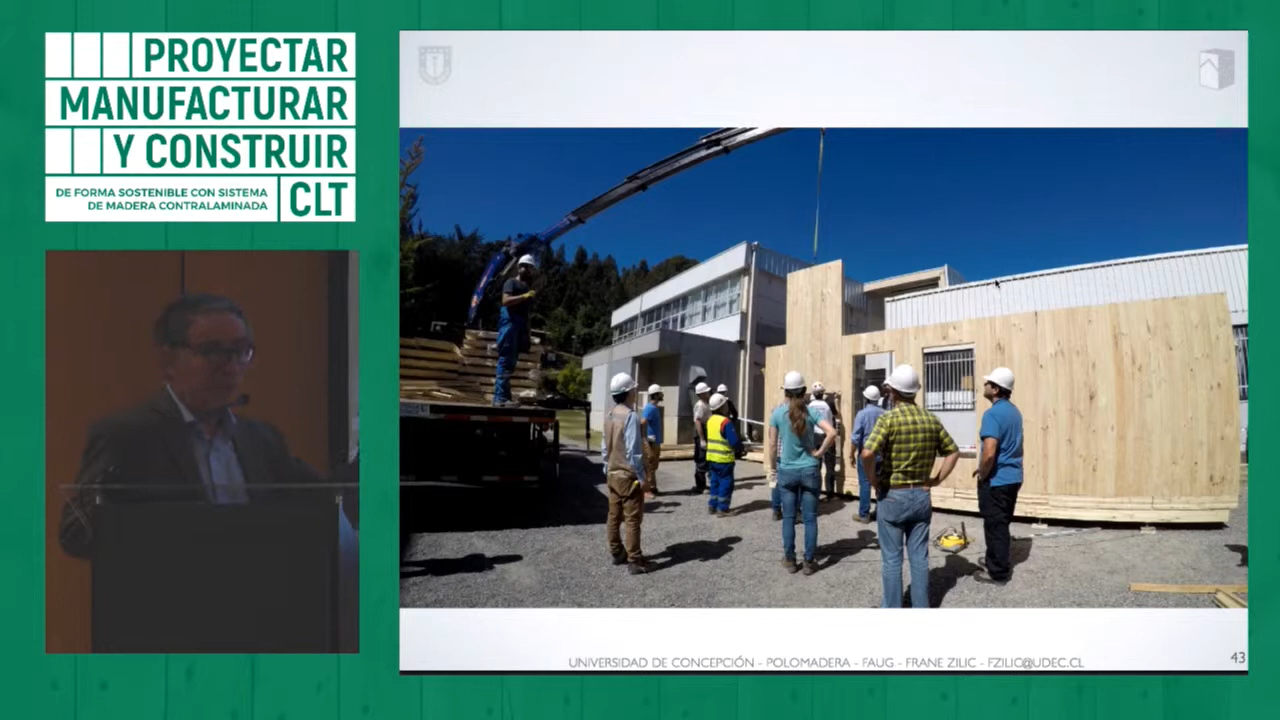 PROYECTAR
MANUFACTURAR
Y CONSTRUIR
DE FORMA SOSTENIBLE CON SISTEMA
DE MADERA CONTRALAMINADA
CLT
UNIVERSIDAD DE CONCEPCIÓN - POLOMADERA - FAUG - FRANE ZILIC - FZILIC@UDEC.CL
43